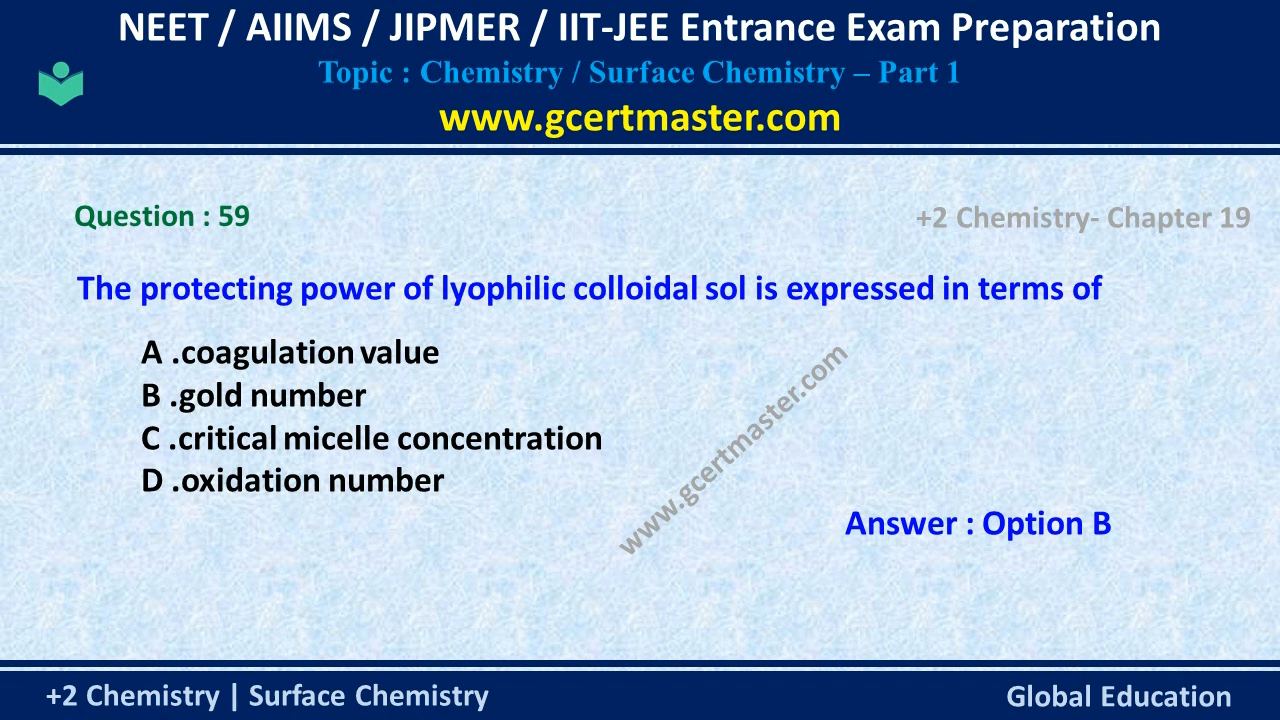 NEET / AIIMS / JIPMER / IIT-JEE Entrance Exam Preparation
Topic : Chemistry / Surface Chemistry – Part 1
www.gcertmaster.com
Question : 59
+2 Chemistry- Chapter 19
The protecting power of lyophilic colloidal sol is expressed in terms of
A .coagulation value
B .gold number
C .critical micelle concentration
D .oxidation number
www.gcertmaster.com
Answer : Option B
+2 Chemistry | Surface Chemistry
Global Education